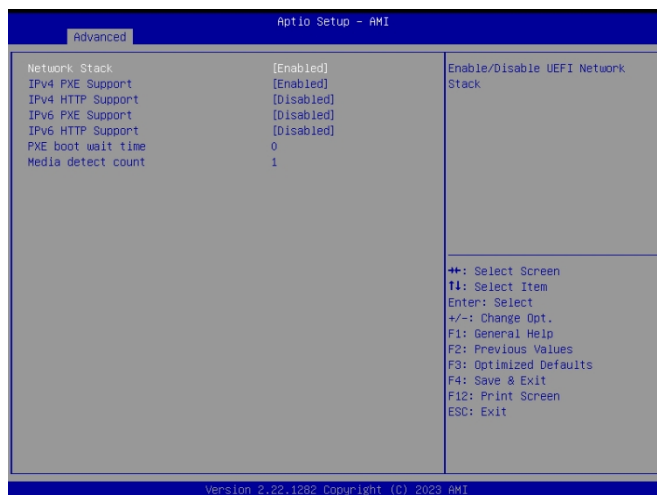 Aptio Setup - AMI
Advanced
Network Stack [Enabled]
IPv4 PXE Support [Enabled]
IPv4 HTTP Support [Disabled]
IPv6 PXE Support [Disabled]
IPv6 HTTP Support [Disabled]
PXE boot wait time 0
Media detect count 1
Enable/Disable UEFI Network
Stack
→←: Select Screen
↑↓: Select Item
Enter: Select
+/-: Change Opt.
F1: General Help
F2: Previous Values
F3: Optimized Defaults
F4: Save & Exit
F12: Print Screen
ESC: Exit
Version 2.22.1282 Copyright (C) 2023 AMI